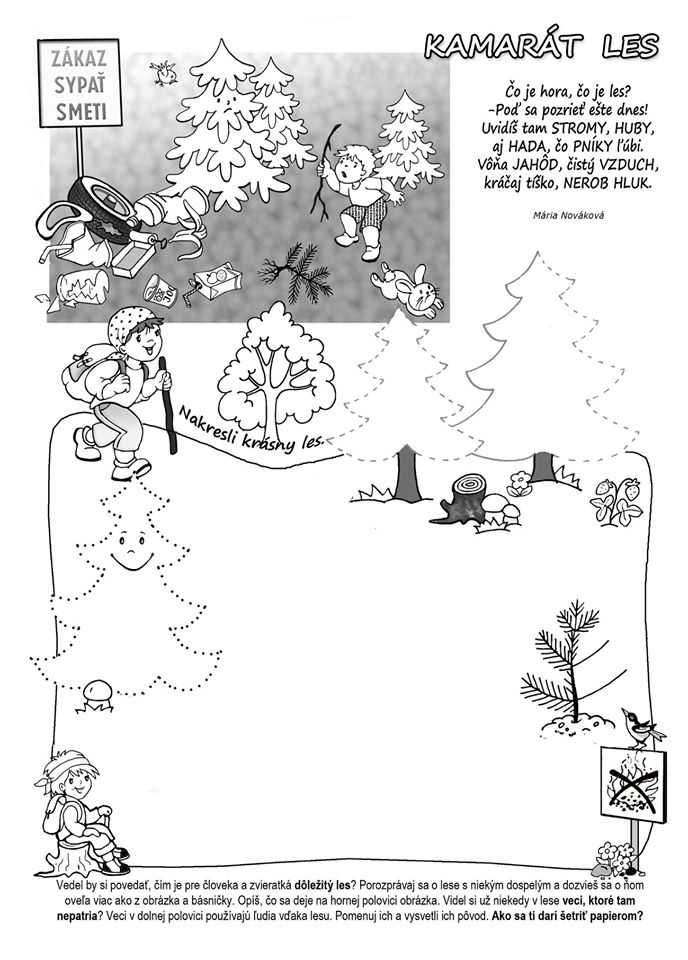 KAMARÁT LES
ZÁKAZ
SYPAŤ
SMETI
Čo je hora, čo je les?
-Poď sa pozrieť ešte dnes!
Uvidíš tam STROMY, HUBY,
aj HADA, čo PNÍKY ľúbi.
Vôňa JAHÔD, čistý VZDUCH,
kráčaj tíško, NEROB HLUK.
Mária Nováková
Nakresli krásny les.
Vedel by si povedať, čím je pre človeka a zvieratká dôležitý les? Porozprávaj sa o lese s niekým dospelým a dozvieš sa o ňom
oveľa viac ako z obrázka a básničky. Opíš, čo sa deje na hornej polovici obrázka. Videl si už niekedy v lese veci, ktoré tam
nepatria? Veci v dolnej polovici používajú ľudia vďaka lesu. Pomenuj ich a vysvetli ich pôvod. Ako sa ti darí šetriť papierom?